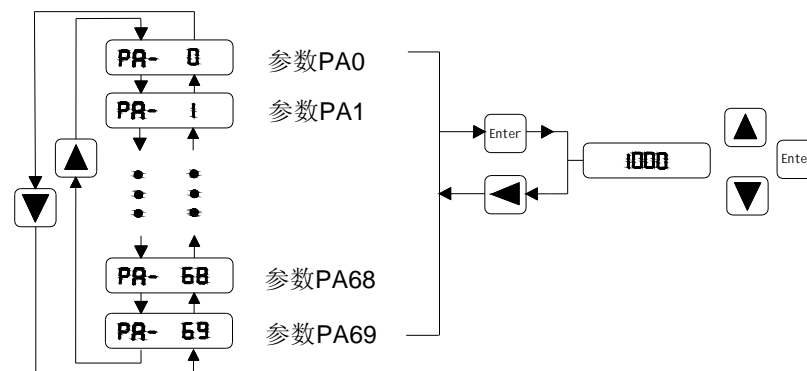 PA- 0 参数PA0
PA- 1 参数PA1
Enter
1000
Ente
PA- 68 参数PA68
PA- 69 参数PA69